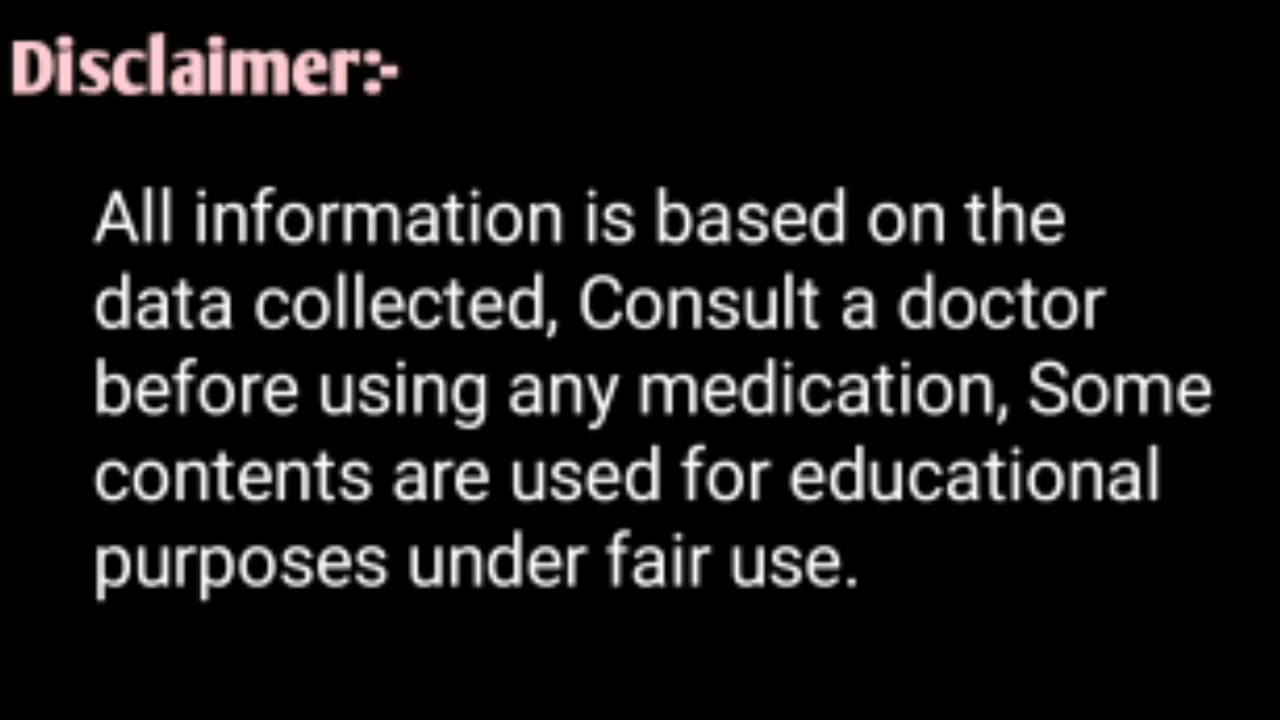 Disclaimer:-
All information is based on the
data collected, Consult a doctor
before using any medication, Some
contents are used for educational
purposes under fair use.